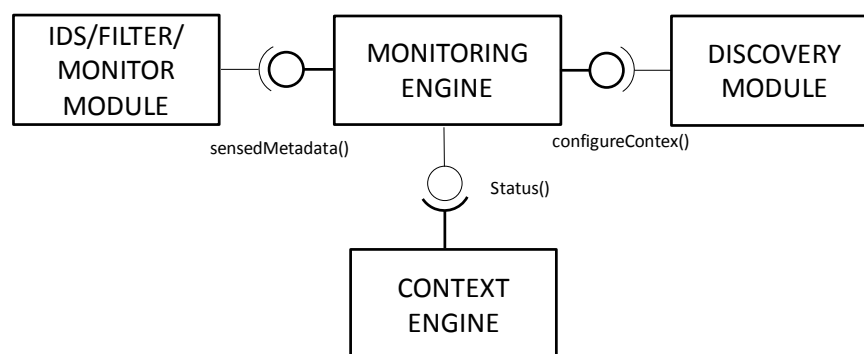 IDS/FILTER/
MONITOR
MODULE
MONITORING
ENGINE
DISCOVERY
MODULE
sensedMetadata()
configureContex()
Status()
CONTEXT
ENGINE